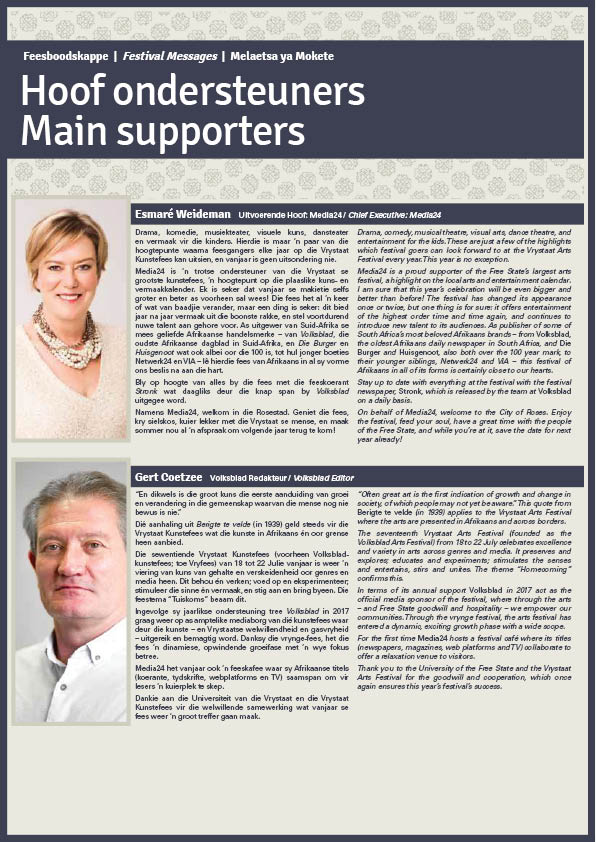 Feesboodskappe | Festival Messages | Melaetsa ya Mokete
Hoof ondersteuners
Main supporters
Esmaré Weideman Uitvoerende Hoof: Media24 / Chief Executive: Media24
Drama, komedie, musiekteater, visuele kuns, dansteater
en vermaak vir die kinders. Hierdie is maar ’n paar van die
hoogtepunte waarna feesgangers elke jaar op die Vrystaat
Kunstefees kan uitsien, en vanjaar is geen uitsondering nie.
Media24 is ’n trotse ondersteuner van die Vrystaat se
grootste kunstefees, ’n hoogtepunt op die plaaslike kuns- en
vermaakkalender. Ek is seker dat vanjaar se makietie selfs
groter en beter as voorheen sal wees! Die fees het al ’n keer
of wat van baadjie verander, maar een ding is seker: dit bied
jaar na jaar vermaak uit die boonste rakke, en stel voortdurend
nuwe talent aan gehore voor. As uitgewer van Suid-Afrika se
mees geliefde Afrikaanse handelsmerke – van Volksblad, die
oudste Afrikaanse dagblad in Suid-Afrika, en Die Burger en
Huisgenoot wat ook albei oor die 100 is, tot hul jonger boeties
Netwerk24 en VIA – lê hierdie fees van Afrikaans in al sy vorme
ons beslis na aan die hart.
Bly op hoogte van alles by die fees met die feeskoerant
Stronk wat daagliks deur die knap span by Volksblad
uitgegee word.
Namens Media24, welkom in die Rosestad. Geniet die fees,
kry sielskos, kuier lekker met die Vrystaat se mense, en maak
sommer nou al ’n afspraak om volgende jaar terug te kom!
Drama, comedy, musical theatre, visual arts, dance theatre, and
entertainment for the kids. These are just a few of the highlights
which festival goers can look forward to at the Vrystaat Arts
Festival every year. This year is no exception.
Media24 is a proud supporter of the Free State’s largest arts
festival, a highlight on the local arts and entertainment calendar.
I am sure that this year’s celebration will be even bigger and
better than before! The festival has changed its appearance
once or twice, but one thing is for sure: it offers entertainment
of the highest order time and time again, and continues to
introduce new talent to its audiences. As publisher of some of
South Africa’s most beloved Afrikaans brands – from Volksblad,
the oldest Afrikaans daily newspaper in South Africa, and Die
Burger and Huisgenoot, also both over the 100 year mark, to
their younger siblings, Netwerk24 and VIA – this festival of
Afrikaans in all of its forms is certainly close to our hearts.
Stay up to date with everything at the festival with the festival
newspaper, Stronk, which is released by the team at Volksblad
on a daily basis.
On behalf of Media24, welcome to the City of Roses. Enjoy
the festival, feed your soul, have a great time with the people
of the Free State, and while you’re at it, save the date for next
year already!
Gert Coetzee Volksblad Redakteur / Volksblad Editor
“En dikwels is die groot kuns die eerste aanduiding van groei
en verandering in die gemeenskap waarvan die mense nog nie
bewus is nie.”
Dié aanhaling uit Berigte te velde (in 1939) geld steeds vir die
Vrystaat Kunstefees wat die kunste in Afrikaans én oor grense
heen aanbied.
Die sewentiende Vrystaat Kunstefees (voorheen Volksblad-
kunstefees; toe Vryfees) van 18 tot 22 Julie vanjaar is weer ’n
viering van kuns van gehalte en verskeidenheid oor genres en
media heen. Dit behou én verken; voed op en eksperimenteer;
stimuleer die sinne én vermaak, en stig aan en bring byeen. Die
feestema “Tuiskoms” beaam dit.
Ingevolge sy jaarlikse ondersteuning tree Volksblad in 2017
graag weer op as amptelike mediaborg van dié kunstefees waar
deur die kunste – en Vrystaatse welwillendheid en gasvryheid
– ons gemeenskappe bemagtig word. Danksy die vrynge-fees, het die
fees ’n dinamiese, opwindende groeifase met ’n wye fokus
betree.
Media24 het vanjaar ook ’n feeskafee waar sy Afrikaanse titels
(koerante, tydskrifte, webplatforms en TV) saamspan om vir
lesers ’n kuierplek te skep.
Dankie aan die Universiteit van die Vrystaat en die Vrystaat
Kunstefees vir die welwillende samewerking wat vanjaar se
fees weer ’n groot treffer gaan maak.
“Often great art is the first indication of growth and change in
society, of which people may not yet be aware.” This quote from
Berigte te velde (in 1939) applies to the Vrystaat Arts Festival
where the arts are presented in Afrikaans and across borders.
The seventeenth Vrystaat Arts Festival (founded as the
Volksblad Arts Festival) from 18 to 22 July celebrates excellence
and variety in arts across genres and media. It preserves and
explores; educates and experiments; stimulates the senses
and entertains, stirs and unites. The theme “Homecoming”
confirms this.
In terms of its annual support Volksblad in 2017 act as the
official media sponsor of the festival, where through the arts
– and Free State goodwill and hospitality – we empower our
communities. Through the vrynge festival, the arts festival has
entered a dynamic, exciting growth phase with a wide scope.
For the first time Media24 hosts a festival café where its titles
(newspapers, magazines, web platforms and TV) collaborate to
offer a relaxation venue to visitors.
Thank you to the University of the Free State and the Vrystaat
Arts Festival for the goodwill and cooperation, which once
again ensures this year’s festival’s success.